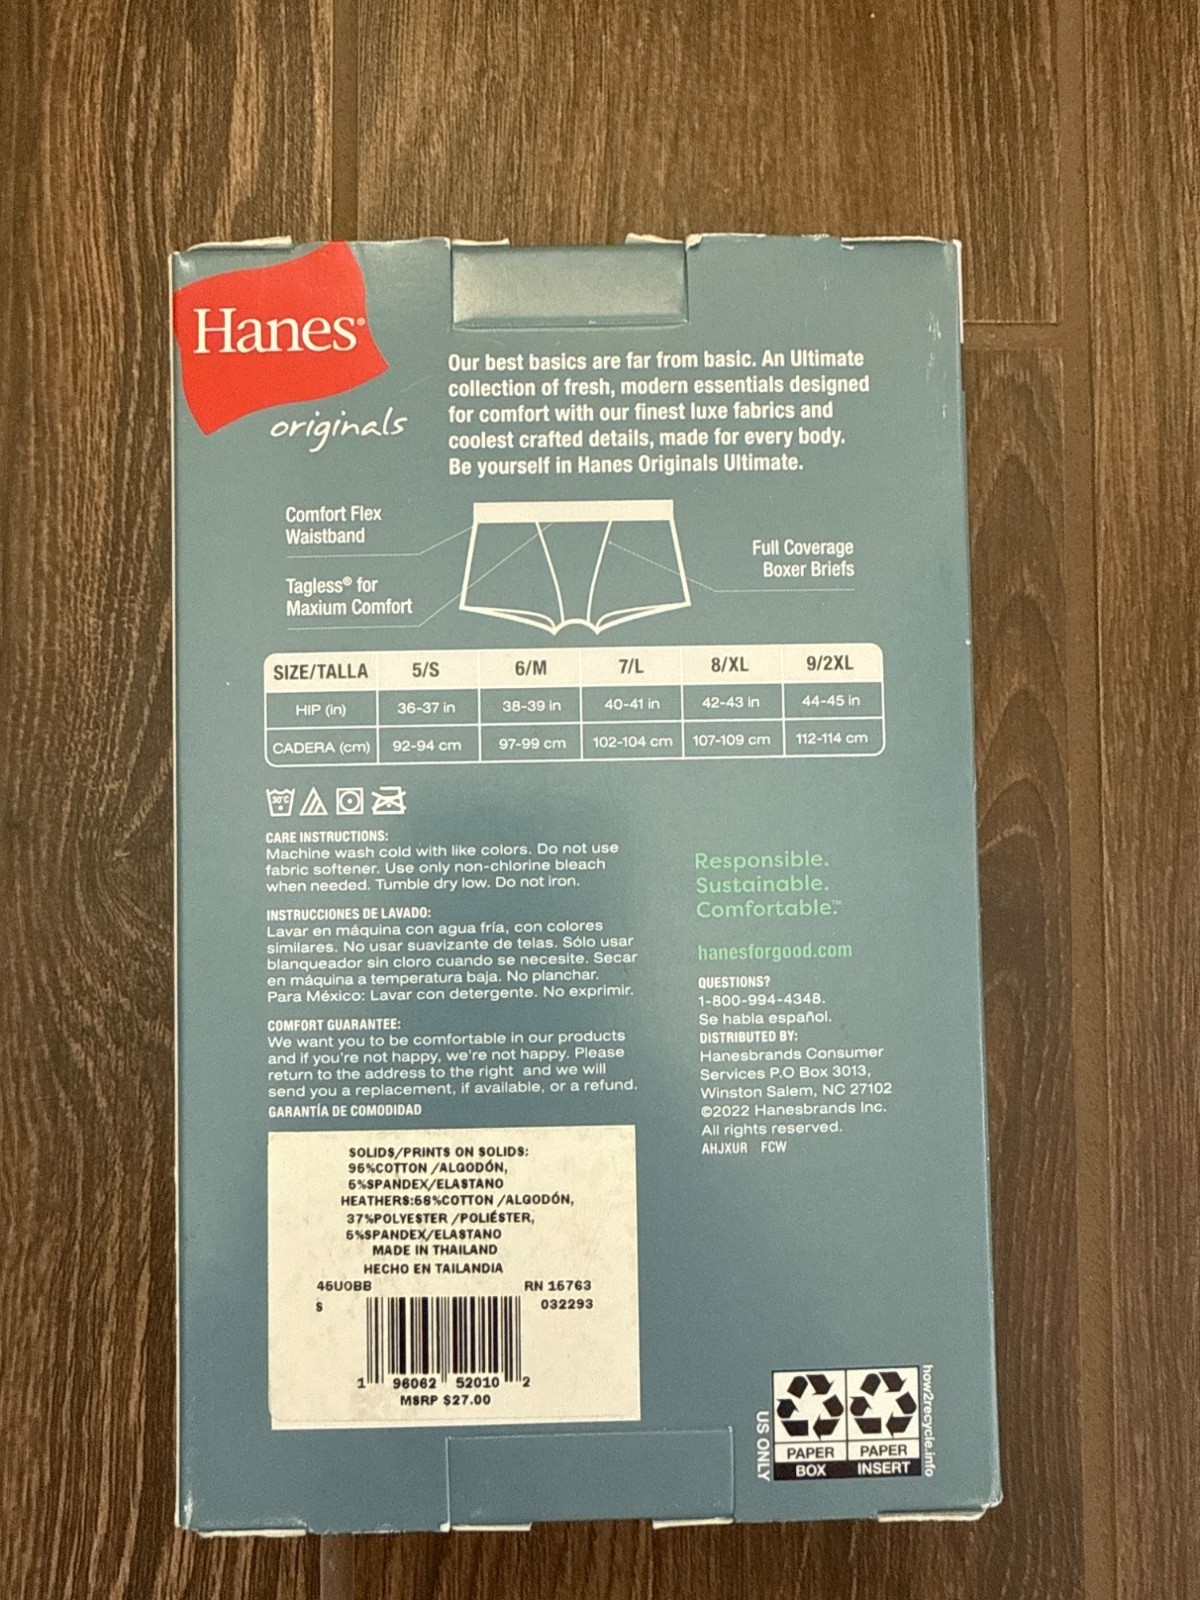 Hanes®
originals
Our best basics are far from basic. An Ultimate
collection of fresh, modern essentials designed
for comfort with our finest luxe fabrics and
coolest crafted details, made for every body.
Be yourself in Hanes Originals Ultimate.
Comfort Flex
Waistband
Tagless® for
Maxium Comfort
Full Coverage
Boxer Briefs
SIZE/TALLA 5/S 6/M 7/L 8/XL 9/2XL
HIP (in) 36-37 in 38-39 in 40-41 in 42-43 in 44-45 in
CADERA (cm) 92-94 cm 97-99 cm 102-104 cm 107-109 cm 112-114 cm
30°C
CARE INSTRUCTIONS:
Machine wash cold with like colors. Do not use
fabric softener. Use only non-chlorine bleach
when needed. Tumble dry low. Do not iron.
INSTRUCCIONES DE LAVADO:
Lavar en máquina con agua fría, con colores
similares. No usar suavizante de telas. Sólo usar
blanqueador sin cloro cuando se necesite. Secar
en máquina a temperatura baja. No planchar.
Para México: Lavar con detergente. No exprimir.
COMFORT GUARANTEE:
We want you to be comfortable in our products
and if you're not happy, we're not happy. Please
return to the address to the right and we will
send you a replacement, if available, or a refund.
GARANTÍA DE COMODIDAD
Responsible.
Sustainable.
Comfortable.™
hanesforgood.com
QUESTIONS?
1-800-994-4348.
Se habla español.
DISTRIBUTED BY:
Hanesbrands Consumer
Services P.O Box 3013,
Winston Salem, NC 27102
©2022 Hanesbrands Inc.
All rights reserved.
AHJXUR FCW
SOLIDS/PRINTS ON SOLIDS:
95%COTTON /ALGODÓN,
5%SPANDEX/ELASTANO
HEATHERS:58%COTTON /ALGODÓN,
37%POLYESTER /POLIÉSTER,
5%SPANDEX/ELASTANO
MADE IN THAILAND
HECHO EN TAILANDIA
45UOBB RN 15763
S 032293
1 96062 52010 2
MSRP $27.00
US ONLY
PAPER PAPER
BOX INSERT
how2recycle.info